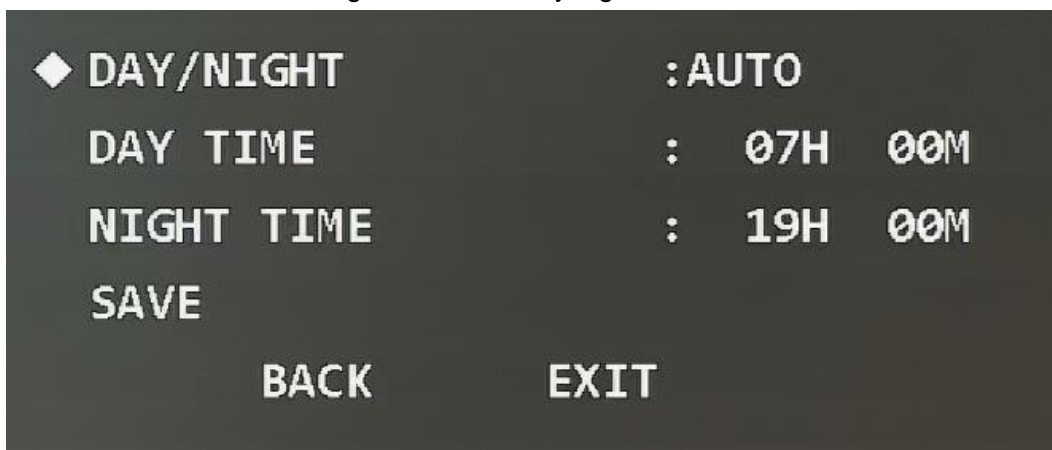 ◆ DAY/NIGHT :AUTO
DAY TIME : 07H 00M
NIGHT TIME : 19H 00M
SAVE
BACK EXIT